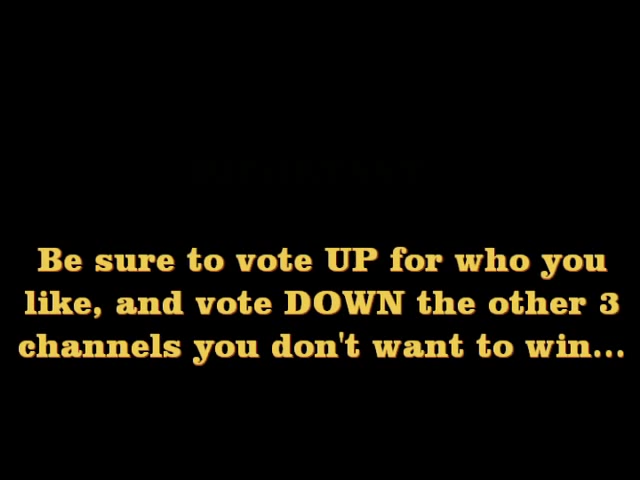 Be sure to vote UP for who you
like, and vote DOWN the other 3
channels you don't want to win...